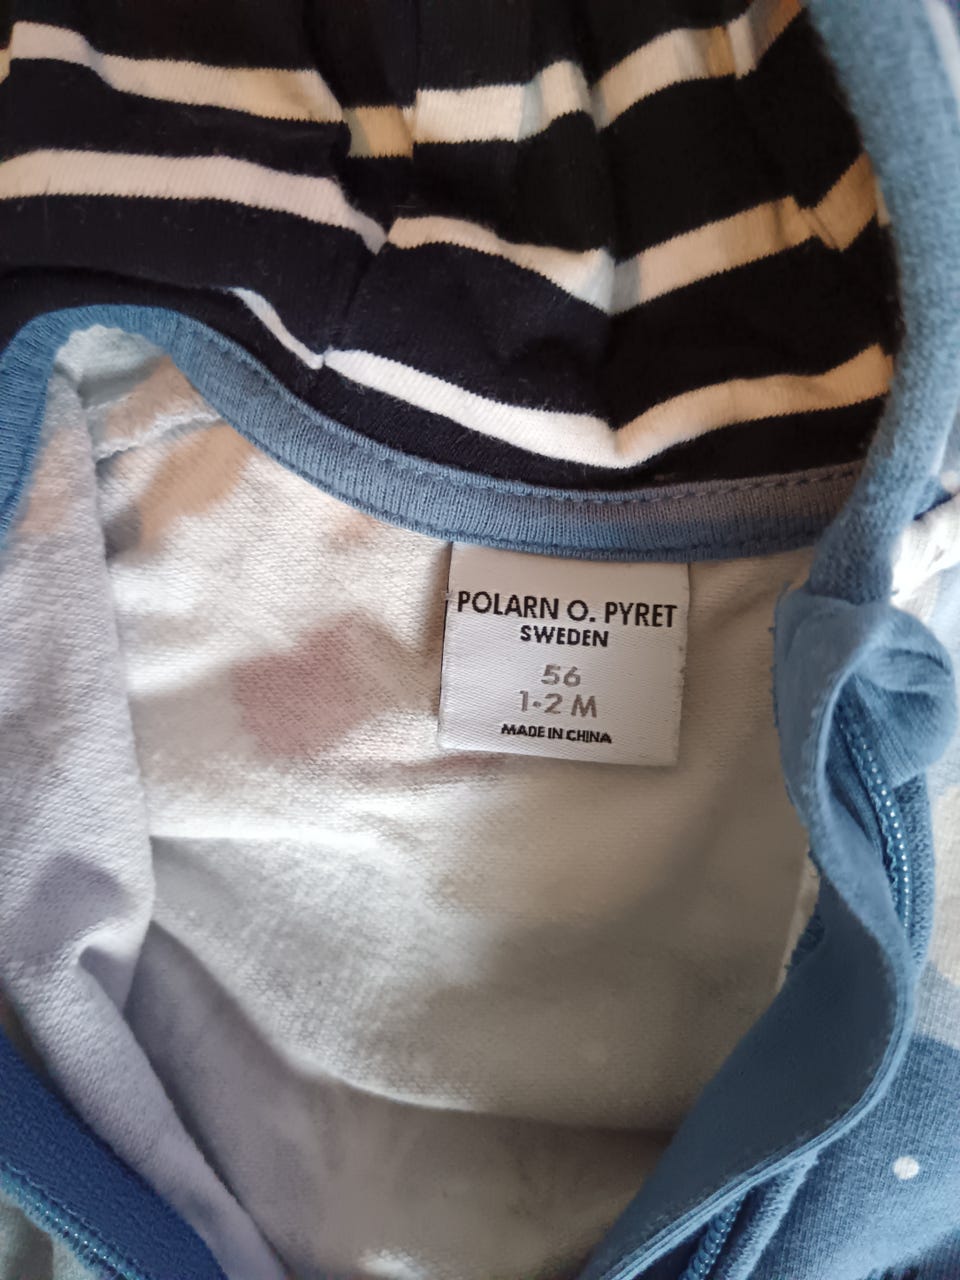 POLARN O. PYRET
SWEDEN
56
1-2 M
MADE IN CHINA